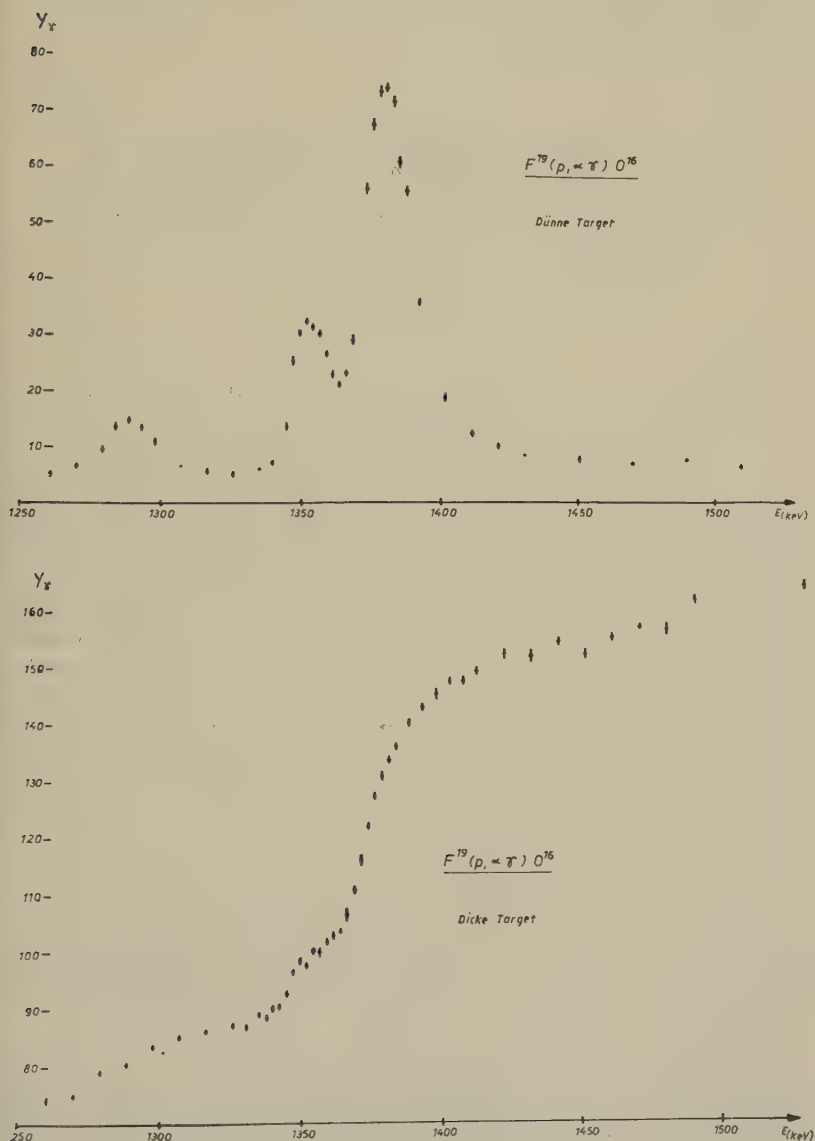 Yγ
80
70
60
50
40
30
20
10
F¹⁹(p, αγ) O¹⁶
Dünne Target
1250 1300 1350 1400 1450 1500 E(keV)
Yγ
160
150
140
130
120
110
100
90
80
F¹⁹(p, αγ) O¹⁶
Dicke Target
250 1300 1350 1400 1450 1500 E(keV)